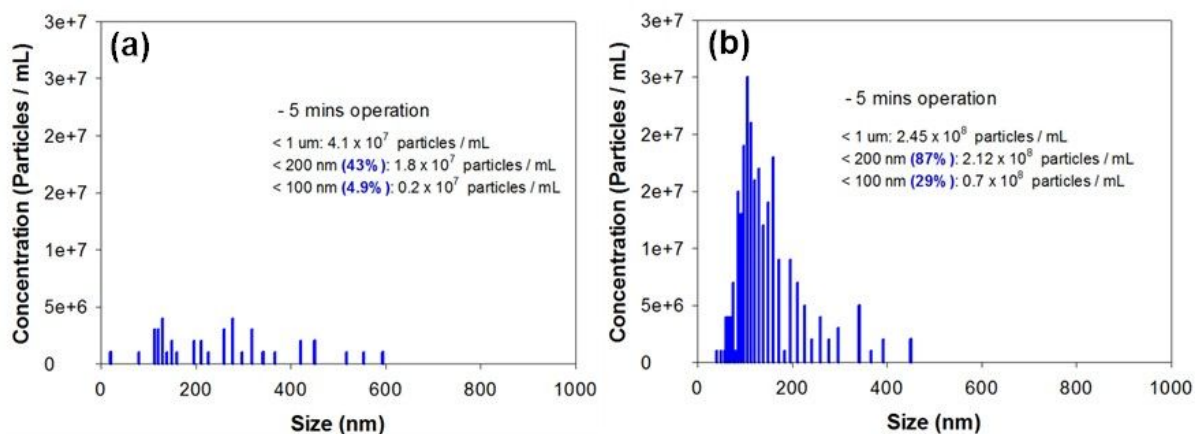 (a)
Concentration (Particles / mL)
3e+7
3e+7
2e+7
2e+7
1e+7
5e+6
0
- 5 mins operation
< 1 um: 4.1 x 10⁷ particles / mL
< 200 nm (43%): 1.8 x 10⁷ particles / mL
< 100 nm (4.9%): 0.2 x 10⁷ particles / mL
0 200 400 600 800 1000
Size (nm)
(b)
Concentration (Particles / mL)
3e+7
3e+7
2e+7
2e+7
1e+7
5e+6
0
- 5 mins operation
< 1 um: 2.45 x 10⁸ particles / mL
< 200 nm (87%): 2.12 x 10⁸ particles / mL
< 100 nm (29%): 0.7 x 10⁸ particles / mL
0 200 400 600 800 1000
Size (nm)